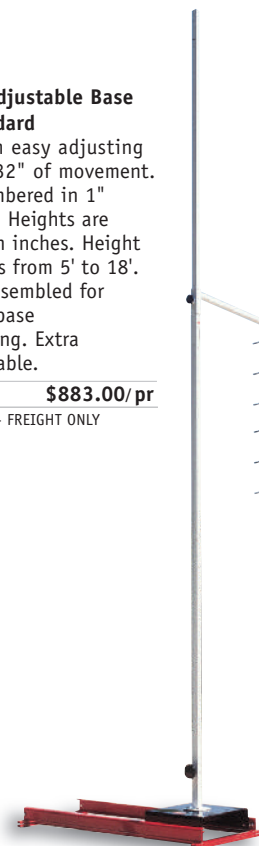 djustable Base
dard
easy adjusting
32" of movement.
mbered in 1"
Heights are
inches. Height
s from 5' to 18'.
sembled for
base
ng. Extra
able.
$883.00/pr
FREIGHT ONLY